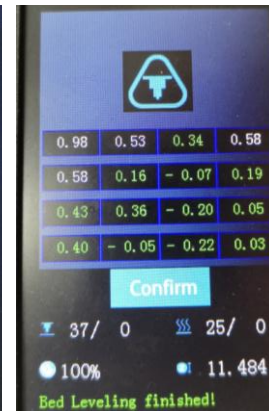 0.98 0.53 0.34 0.58
0.58 0.16 - 0.07 0.19
0.43 0.36 - 0.20 0.05
0.40 - 0.05 - 0.22 0.03
Confirm
37/ 0 25/ 0
100% 11.484
Bed Leveling finished!